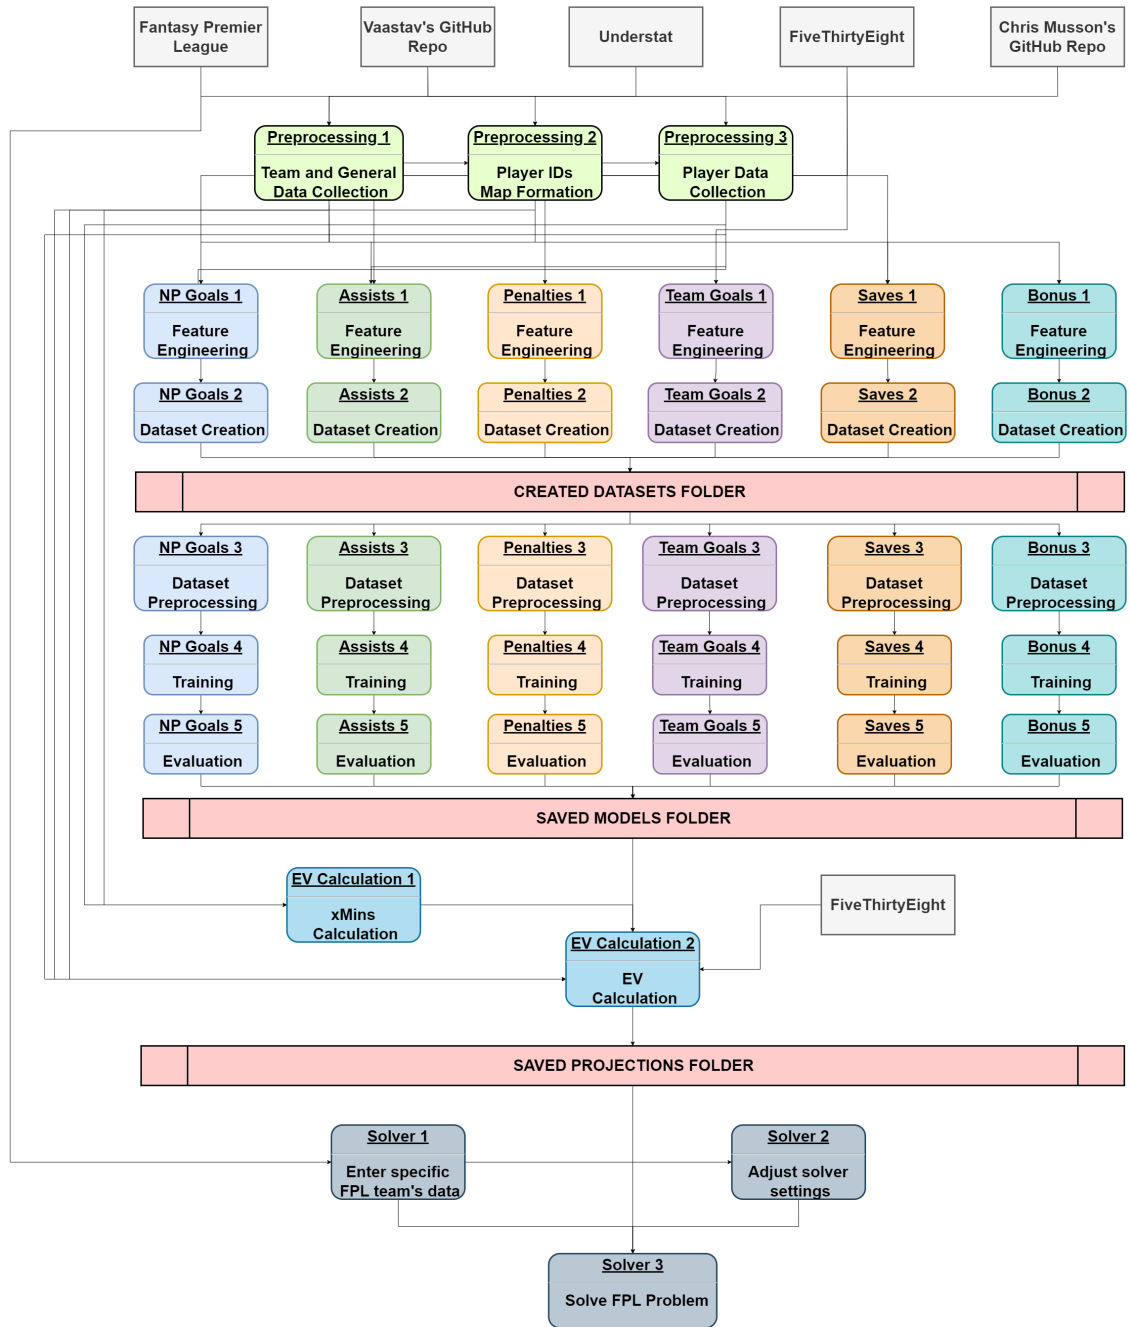 Fantasy Premier
League
Vaastav's GitHub
Repo
Understat
FiveThirtyEight
Chris Musson's
GitHub Repo
Preprocessing 1
Team and General
Data Collection
Preprocessing 2
Player IDs
Map Formation
Preprocessing 3
Player Data
Collection
NP Goals 1
Feature
Engineering
Assists 1
Feature
Engineering
Penalties 1
Feature
Engineering
Team Goals 1
Feature
Engineering
Saves 1
Feature
Engineering
Bonus 1
Feature
Engineering
NP Goals 2
Dataset Creation
Assists 2
Dataset Creation
Penalties 2
Dataset Creation
Team Goals 2
Dataset Creation
Saves 2
Dataset Creation
Bonus 2
Dataset Creation
CREATED DATASETS FOLDER
NP Goals 3
Dataset
Preprocessing
Assists 3
Dataset
Preprocessing
Penalties 3
Dataset
Preprocessing
Team Goals 3
Dataset
Preprocessing
Saves 3
Dataset
Preprocessing
Bonus 3
Dataset
Preprocessing
NP Goals 4
Training
Assists 4
Training
Penalties 4
Training
Team Goals 4
Training
Saves 4
Training
Bonus 4
Training
NP Goals 5
Evaluation
Assists 5
Evaluation
Penalties 5
Evaluation
Team Goals 5
Evaluation
Saves 5
Evaluation
Bonus 5
Evaluation
SAVED MODELS FOLDER
EV Calculation 1
xMins
Calculation
FiveThirtyEight
EV Calculation 2
EV
Calculation
SAVED PROJECTIONS FOLDER
Solver 1
Enter specific
FPL team's data
Solver 2
Adjust solver
settings
Solver 3
Solve FPL Problem